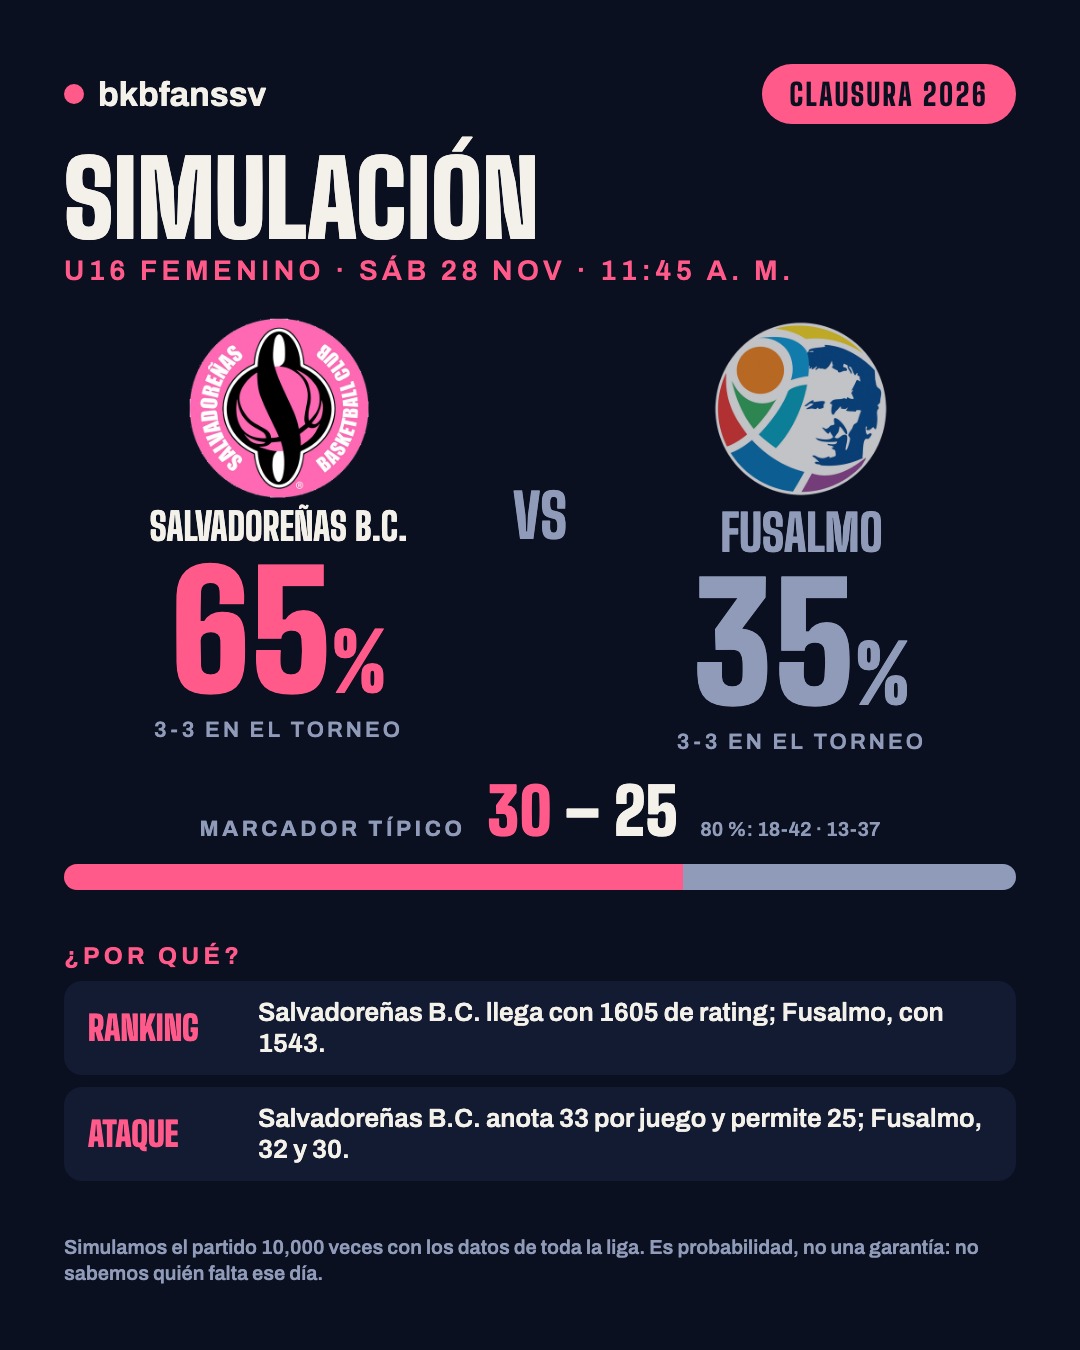 bkbfanssv
CLAUSURA 2026
SIMULACIÓN
U16 FEMENINO · SÁB 28 NOV · 11:45 A. M.
SALVADOREÑAS BASKETBALL CLUB ®
SALVADOREÑAS B.C.
VS
FUSALMO
65%
35%
3-3 EN EL TORNEO
3-3 EN EL TORNEO
MARCADOR TÍPICO 30 – 25 80 %: 18-42 · 13-37
¿POR QUÉ?
RANKING
Salvadoreñas B.C. llega con 1605 de rating; Fusalmo, con
1543.
ATAQUE
Salvadoreñas B.C. anota 33 por juego y permite 25; Fusalmo,
32 y 30.
Simulamos el partido 10,000 veces con los datos de toda la liga. Es probabilidad, no una garantía: no
sabemos quién falta ese día.